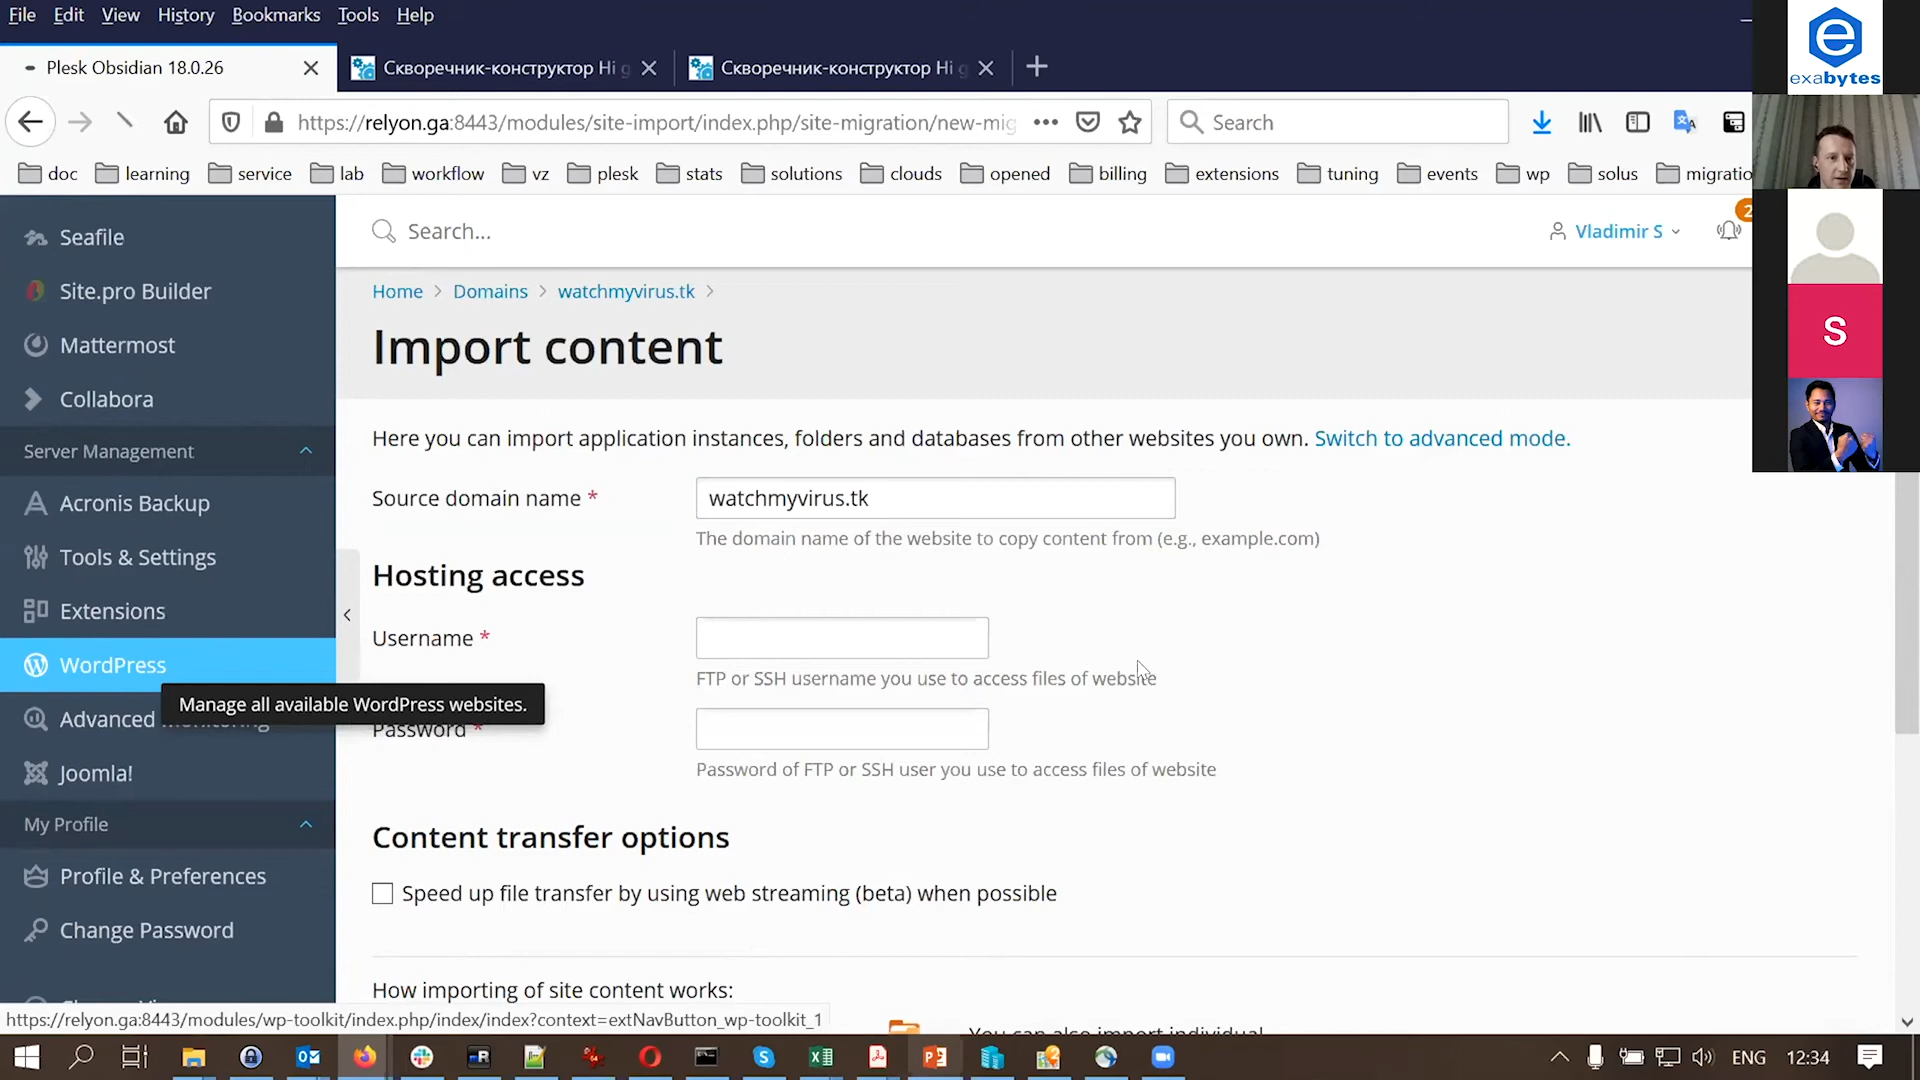 File Edit View History Bookmarks Tools Help
Plesk Obsidian 18.0.26
Скворечник-конструктор Hi g
Скворечник-конструктор Hi g
exabytes
https://relyon.ga:8443/modules/site-import/index.php/site-migration/new-mig
Search
doc learning service lab workflow vz plesk stats solutions clouds opened billing extensions tuning events wp solus migratio
Seafile
Site.pro Builder
Mattermost
Collabora
Server Management
Acronis Backup
Tools & Settings
Extensions
WordPress
Manage all available WordPress websites.
Advanced
Joomla!
My Profile
Profile & Preferences
Change Password
Search...
Vladimir S
2
S
Home > Domains > watchmyvirus.tk >
Import content
Here you can import application instances, folders and databases from other websites you own. Switch to advanced mode.
Source domain name *
watchmyvirus.tk
The domain name of the website to copy content from (e.g., example.com)
Hosting access
Username *
FTP or SSH username you use to access files of website
Password *
Password of FTP or SSH user you use to access files of website
Content transfer options
Speed up file transfer by using web streaming (beta) when possible
How importing of site content works:
You can also import individual
https://relyon.ga:8443/modules/wp-toolkit/index.php/index/index?context=extNavButton_wp-toolkit_1
ENG 12:34